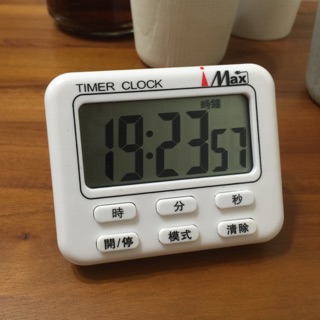 TIMER CLOCK iMax
時鐘
19:23 57
時 分 秒
開/停 模式 清除